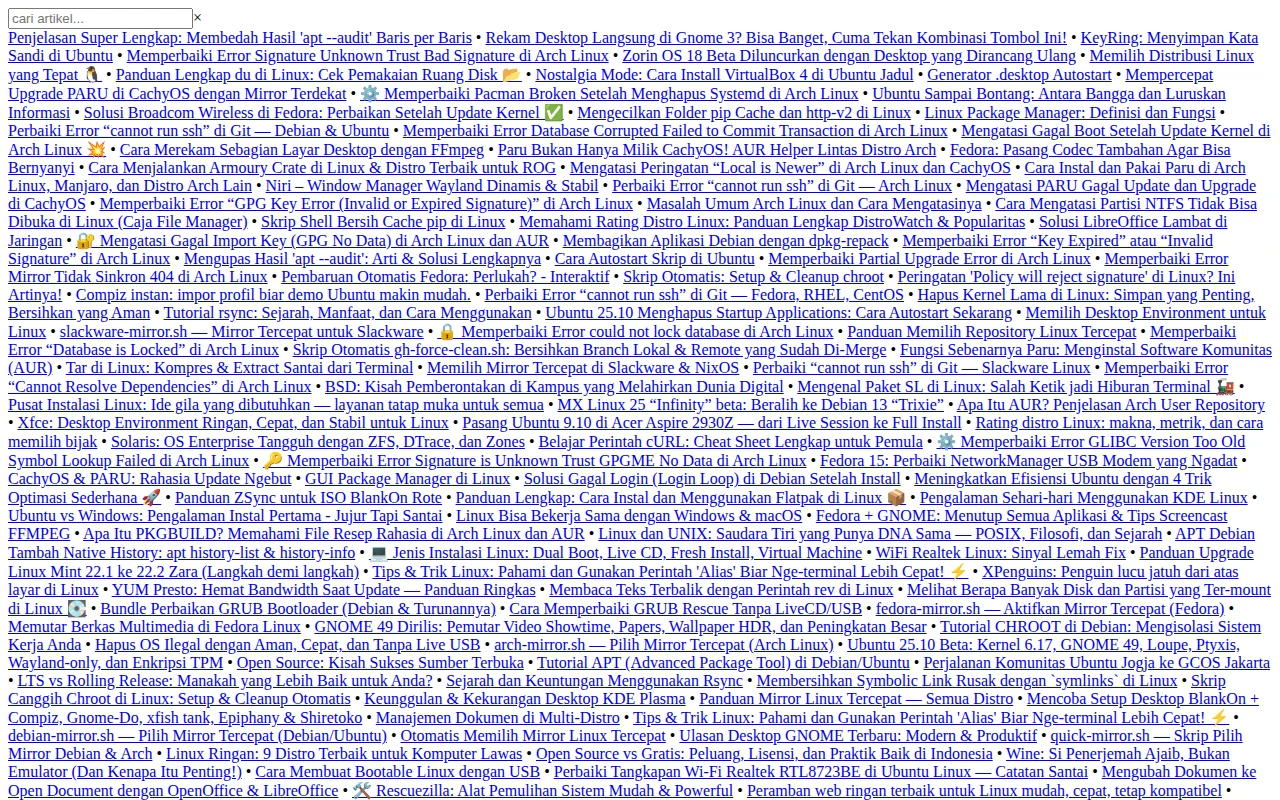 cari artikel... ×
Penjelasan Super Lengkap: Membedah Hasil 'apt --audit' Baris per Baris • Rekam Desktop Langsung di Gnome 3? Bisa Banget, Cuma Tekan Kombinasi Tombol Ini! • KeyRing: Menyimpan Kata
Sandi di Ubuntu • Memperbaiki Error Signature Unknown Trust Bad Signature di Arch Linux • Zorin OS 18 Beta Diluncurkan dengan Desktop yang Dirancang Ulang • Memilih Distribusi Linux
yang Tepat 🐧 • Panduan Lengkap du di Linux: Cek Pemakaian Ruang Disk 📂 • Nostalgia Mode: Cara Install VirtualBox 4 di Ubuntu Jadul • Generator .desktop Autostart • Mempercepat
Upgrade PARU di CachyOS dengan Mirror Terdekat • ⚙️ Memperbaiki Pacman Broken Setelah Menghapus Systemd di Arch Linux • Ubuntu Sampai Bontang: Antara Bangga dan Luruskan
Informasi • Solusi Broadcom Wireless di Fedora: Perbaikan Setelah Update Kernel ✅ • Mengecilkan Folder pip Cache dan http-v2 di Linux • Linux Package Manager: Definisi dan Fungsi •
Perbaiki Error “cannot run ssh” di Git — Debian & Ubuntu • Memperbaiki Error Database Corrupted Failed to Commit Transaction di Arch Linux • Mengatasi Gagal Boot Setelah Update Kernel di
Arch Linux 💥 • Cara Merekam Sebagian Layar Desktop dengan FFmpeg • Paru Bukan Hanya Milik CachyOS! AUR Helper Lintas Distro Arch • Fedora: Pasang Codec Tambahan Agar Bisa
Bernyanyi • Cara Menjalankan Armoury Crate di Linux & Distro Terbaik untuk ROG • Mengatasi Peringatan “Local is Newer” di Arch Linux dan CachyOS • Cara Instal dan Pakai Paru di Arch
Linux, Manjaro, dan Distro Arch Lain • Niri – Window Manager Wayland Dinamis & Stabil • Perbaiki Error “cannot run ssh” di Git — Arch Linux • Mengatasi PARU Gagal Update dan Upgrade
di CachyOS • Memperbaiki Error “GPG Key Error (Invalid or Expired Signature)” di Arch Linux • Masalah Umum Arch Linux dan Cara Mengatasinya • Cara Mengatasi Partisi NTFS Tidak Bisa
Dibuka di Linux (Caja File Manager) • Skrip Shell Bersih Cache pip di Linux • Memahami Rating Distro Linux: Panduan Lengkap DistroWatch & Popularitas • Solusi LibreOffice Lambat di
Jaringan • 🔐 Mengatasi Gagal Import Key (GPG No Data) di Arch Linux dan AUR • Membagikan Aplikasi Debian dengan dpkg-repack • Memperbaiki Error “Key Expired” atau “Invalid
Signature” di Arch Linux • Mengupas Hasil 'apt --audit': Arti & Solusi Lengkapnya • Cara Autostart Skrip di Ubuntu • Memperbaiki Partial Upgrade Error di Arch Linux • Memperbaiki Error
Mirror Tidak Sinkron 404 di Arch Linux • Pembaruan Otomatis Fedora: Perlukah? - Interaktif • Skrip Otomatis: Setup & Cleanup chroot • Peringatan 'Policy will reject signature' di Linux? Ini
Artinya! • Compiz instan: impor profil biar demo Ubuntu makin mudah. • Perbaiki Error “cannot run ssh” di Git — Fedora, RHEL, CentOS • Hapus Kernel Lama di Linux: Simpan yang Penting,
Bersihkan yang Aman • Tutorial rsync: Sejarah, Manfaat, dan Cara Menggunakan • Ubuntu 25.10 Menghapus Startup Applications: Cara Autostart Sekarang • Memilih Desktop Environment untuk
Linux • slackware-mirror.sh — Mirror Tercepat untuk Slackware • 🔒 Memperbaiki Error could not lock database di Arch Linux • Panduan Memilih Repository Linux Tercepat • Memperbaiki
Error “Database is Locked” di Arch Linux • Skrip Otomatis gh-force-clean.sh: Bersihkan Branch Lokal & Remote yang Sudah Di-Merge • Fungsi Sebenarnya Paru: Menginstal Software Komunitas
(AUR) • Tar di Linux: Kompres & Extract Santai dari Terminal • Memilih Mirror Tercepat di Slackware & NixOS • Perbaiki “cannot run ssh” di Git — Slackware Linux • Memperbaiki Error
“Cannot Resolve Dependencies” di Arch Linux • BSD: Kisah Pemberontakan di Kampus yang Melahirkan Dunia Digital • Mengenal Paket SL di Linux: Salah Ketik jadi Hiburan Terminal 🚂 •
Pusat Instalasi Linux: Ide gila yang dibutuhkan — layanan tatap muka untuk semua • MX Linux 25 “Infinity” beta: Beralih ke Debian 13 “Trixie” • Apa Itu AUR? Penjelasan Arch User Repository
• Xfce: Desktop Environment Ringan, Cepat, dan Stabil untuk Linux • Pasang Ubuntu 9.10 di Acer Aspire 2930Z — dari Live Session ke Full Install • Rating distro Linux: makna, metrik, dan cara
memilih bijak • Solaris: OS Enterprise Tangguh dengan ZFS, DTrace, dan Zones • Belajar Perintah cURL: Cheat Sheet Lengkap untuk Pemula • ⚙️ Memperbaiki Error GLIBC Version Too Old
Symbol Lookup Failed di Arch Linux • 🔑 Memperbaiki Error Signature is Unknown Trust GPGME No Data di Arch Linux • Fedora 15: Perbaiki NetworkManager USB Modem yang Ngadat •
CachyOS & PARU: Rahasia Update Ngebut • GUI Package Manager di Linux • Solusi Gagal Login (Login Loop) di Debian Setelah Install • Meningkatkan Efisiensi Ubuntu dengan 4 Trik
Optimasi Sederhana 🚀 • Panduan ZSync untuk ISO BlankOn Rote • Panduan Lengkap: Cara Instal dan Menggunakan Flatpak di Linux 📦 • Pengalaman Sehari-hari Menggunakan KDE Linux •
Ubuntu vs Windows: Pengalaman Instal Pertama - Jujur Tapi Santai • Linux Bisa Bekerja Sama dengan Windows & macOS • Fedora + GNOME: Menutup Semua Aplikasi & Tips Screencast
FFMPEG • Apa Itu PKGBUILD? Memahami File Resep Rahasia di Arch Linux dan AUR • Linux dan UNIX: Saudara Tiri yang Punya DNA Sama — POSIX, Filosofi, dan Sejarah • APT Debian
Tambah Native History: apt history-list & history-info • 💻 Jenis Instalasi Linux: Dual Boot, Live CD, Fresh Install, Virtual Machine • WiFi Realtek Linux: Sinyal Lemah Fix • Panduan Upgrade
Linux Mint 22.1 ke 22.2 Zara (Langkah demi langkah) • Tips & Trik Linux: Pahami dan Gunakan Perintah 'Alias' Biar Nge-terminal Lebih Cepat! ⚡ • XPenguins: Penguin lucu jatuh dari atas
layar di Linux • YUM Presto: Hemat Bandwidth Saat Update — Panduan Ringkas • Membaca Teks Terbalik dengan Perintah rev di Linux • Melihat Berapa Banyak Disk dan Partisi yang Ter-mount
di Linux 💽 • Bundle Perbaikan GRUB Bootloader (Debian & Turunannya) • Cara Memperbaiki GRUB Rescue Tanpa LiveCD/USB • fedora-mirror.sh — Aktifkan Mirror Tercepat (Fedora) •
Memutar Berkas Multimedia di Fedora Linux • GNOME 49 Dirilis: Pemutar Video Showtime, Papers, Wallpaper HDR, dan Peningkatan Besar • Tutorial CHROOT di Debian: Mengisolasi Sistem
Kerja Anda • Hapus OS Ilegal dengan Aman, Cepat, dan Tanpa Live USB • arch-mirror.sh — Pilih Mirror Tercepat (Arch Linux) • Ubuntu 25.10 Beta: Kernel 6.17, GNOME 49, Loupe, Ptyxis,
Wayland-only, dan Enkripsi TPM • Open Source: Kisah Sukses Sumber Terbuka • Tutorial APT (Advanced Package Tool) di Debian/Ubuntu • Perjalanan Komunitas Ubuntu Jogja ke GCOS Jakarta
• LTS vs Rolling Release: Manakah yang Lebih Baik untuk Anda? • Sejarah dan Keuntungan Menggunakan Rsync • Membersihkan Symbolic Link Rusak dengan `symlinks` di Linux • Skrip
Canggih Chroot di Linux: Setup & Cleanup Otomatis • Keunggulan & Kekurangan Desktop KDE Plasma • Panduan Mirror Linux Tercepat — Semua Distro • Mencoba Setup Desktop BlankOn +
Compiz, Gnome-Do, xfish tank, Epiphany & Shiretoko • Manajemen Dokumen di Multi-Distro • Tips & Trik Linux: Pahami dan Gunakan Perintah 'Alias' Biar Nge-terminal Lebih Cepat! ⚡ •
debian-mirror.sh — Pilih Mirror Tercepat (Debian/Ubuntu) • Otomatis Memilih Mirror Linux Tercepat • Ulasan Desktop GNOME Terbaru: Modern & Produktif • quick-mirror.sh — Skrip Pilih
Mirror Debian & Arch • Linux Ringan: 9 Distro Terbaik untuk Komputer Lawas • Open Source vs Gratis: Peluang, Lisensi, dan Praktik Baik di Indonesia • Wine: Si Penerjemah Ajaib, Bukan
Emulator (Dan Kenapa Itu Penting!) • Cara Membuat Bootable Linux dengan USB • Perbaiki Tangkapan Wi-Fi Realtek RTL8723BE di Ubuntu Linux — Catatan Santai • Mengubah Dokumen ke
Open Document dengan OpenOffice & LibreOffice • 🛠️ Rescuezilla: Alat Pemulihan Sistem Mudah & Powerful • Peramban web ringan terbaik untuk Linux mudah, cepat, tetap kompatibel •